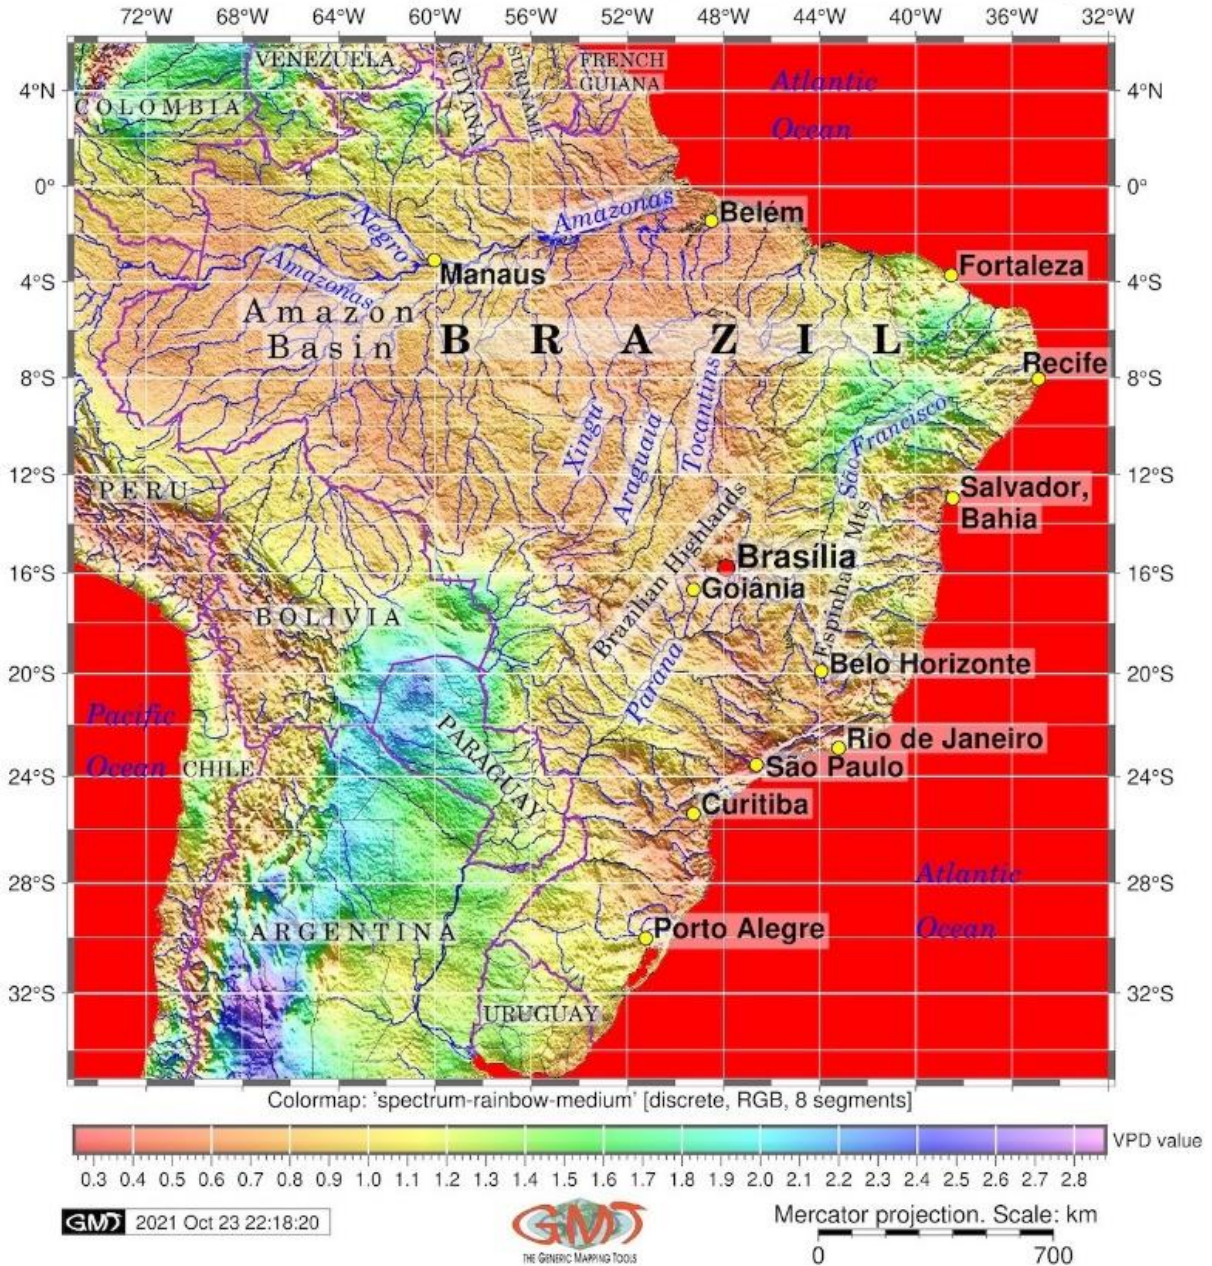 72°W 68°W 64°W 60°W 56°W 52°W 48°W 44°W 40°W 36°W 32°W
VENEZUELA
GUYANA
SURINAME
FRENCH
GUIANA
Atlantic
Ocean
4°N 4°N
COLOMBIA
0° 0°
Negro
Amazonas
Belém
Amazonas
Manaus
Fortaleza
4°S 4°S
Amazon
Basin
BRAZIL
Recife
8°S 8°S
Xingu
Araguaia
Tocantins
São Francisco
12°S 12°S
PERU
Salvador,
Bahia
Brazilian Highlands
Espinhaço Mts
Brasília
16°S 16°S
Goiânia
BOLIVIA
Belo Horizonte
20°S 20°S
Parana
Pacific
Ocean
PARAGUAY
Rio de Janeiro
CHILE
São Paulo
24°S 24°S
Curitiba
Atlantic
Ocean
28°S 28°S
ARGENTINA
Porto Alegre
32°S 32°S
URUGUAY
Colormap: 'spectrum-rainbow-medium' [discrete, RGB, 8 segments]
VPD value
0.3 0.4 0.5 0.6 0.7 0.8 0.9 1.0 1.1 1.2 1.3 1.4 1.5 1.6 1.7 1.8 1.9 2.0 2.1 2.2 2.3 2.4 2.5 2.6 2.7 2.8
GMT 2021 Oct 23 22:18:20
GMT
THE GENERIC MAPPING TOOLS
Mercator projection. Scale: km
0 700